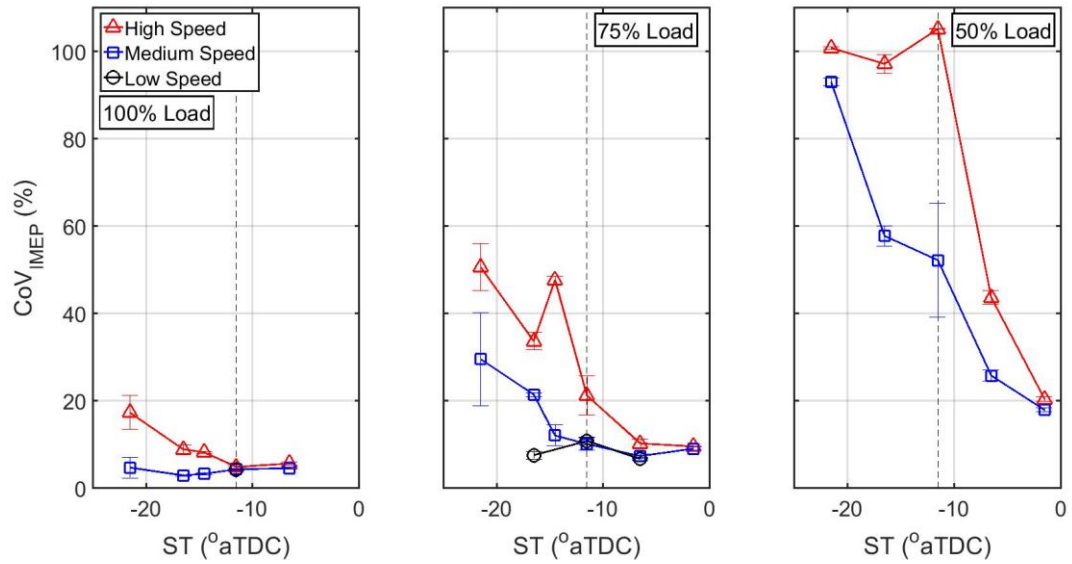 High Speed
Medium Speed
Low Speed
100% Load
75% Load
50% Load
CoV_IMEP (%)
100
80
60
40
20
0
-20 -10 0
-20 -10 0
-20 -10 0
ST (°aTDC)
ST (°aTDC)
ST (°aTDC)